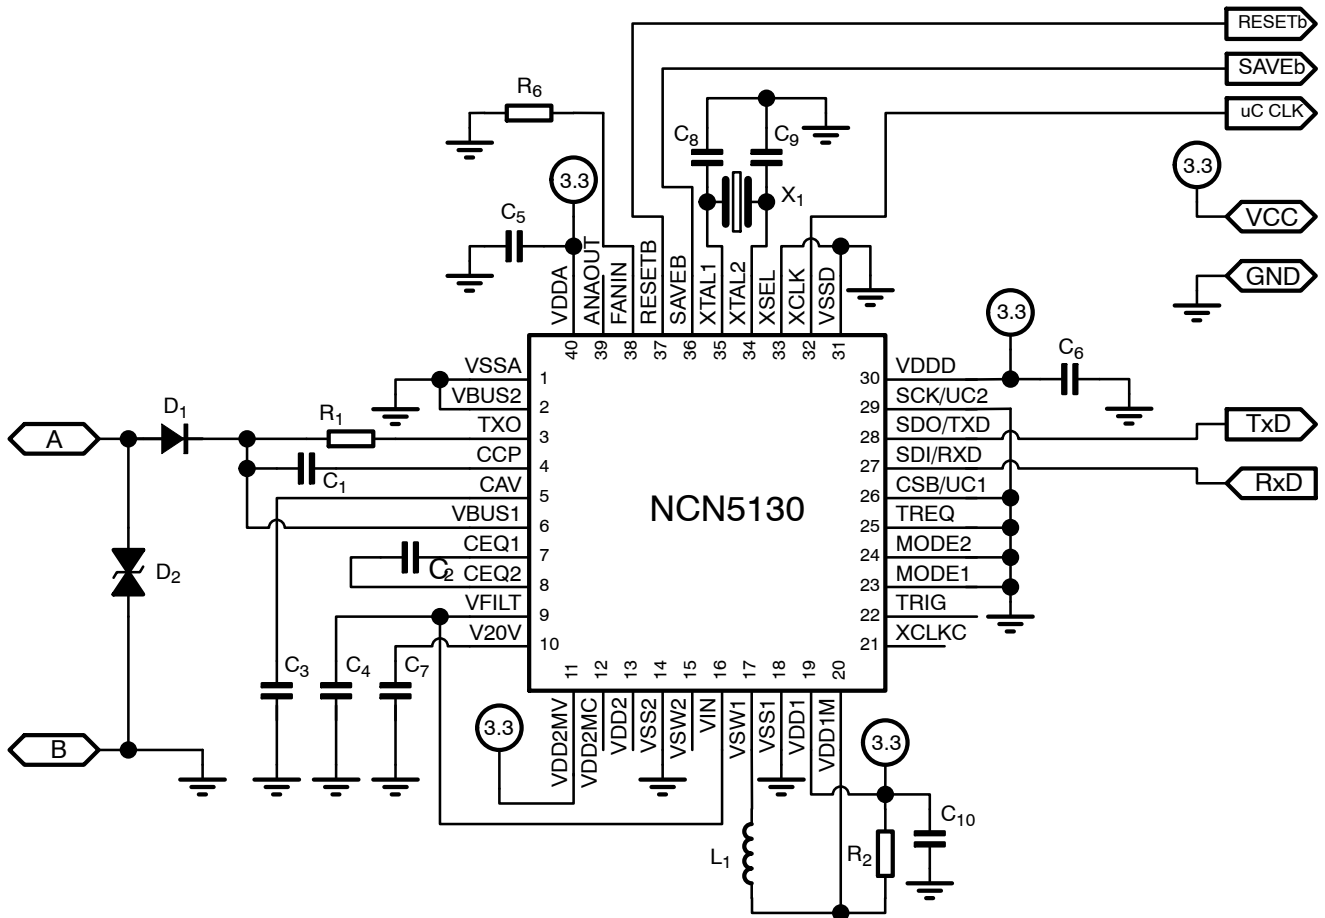 RESETb
SAVEb
uC CLK
R6
C8
C9
X1
3.3
C5
3.3
VCC
GND
VDDA
ANAOUT
FANIN
RESETB
SAVEB
XTAL1
XTAL2
XSEL
XCLK
VSSD
40
39
38
37
36
35
34
33
32
31
3.3
C6
VSSA
1
VBUS2
2
TXO
3
CCP
4
CAV
5
VBUS1
6
CEQ1
7
CEQ2
8
VFILT
9
V20V
10
A
D1
R1
C1
D2
C2
C3
C4
C7
B
NCN5130
30
VDDD
29
SCK/UC2
28
SDO/TXD
27
SDI/RXD
26
CSB/UC1
25
TREQ
24
MODE2
23
MODE1
22
TRIG
21
XCLKC
TxD
RxD
11
12
13
14
15
16
17
18
19
20
VDD2MV
VDD2MC
VDD2
VSS2
VSW2
VIN
VSW1
VSS1
VDD1
VDD1M
3.3
3.3
C10
L1
R2